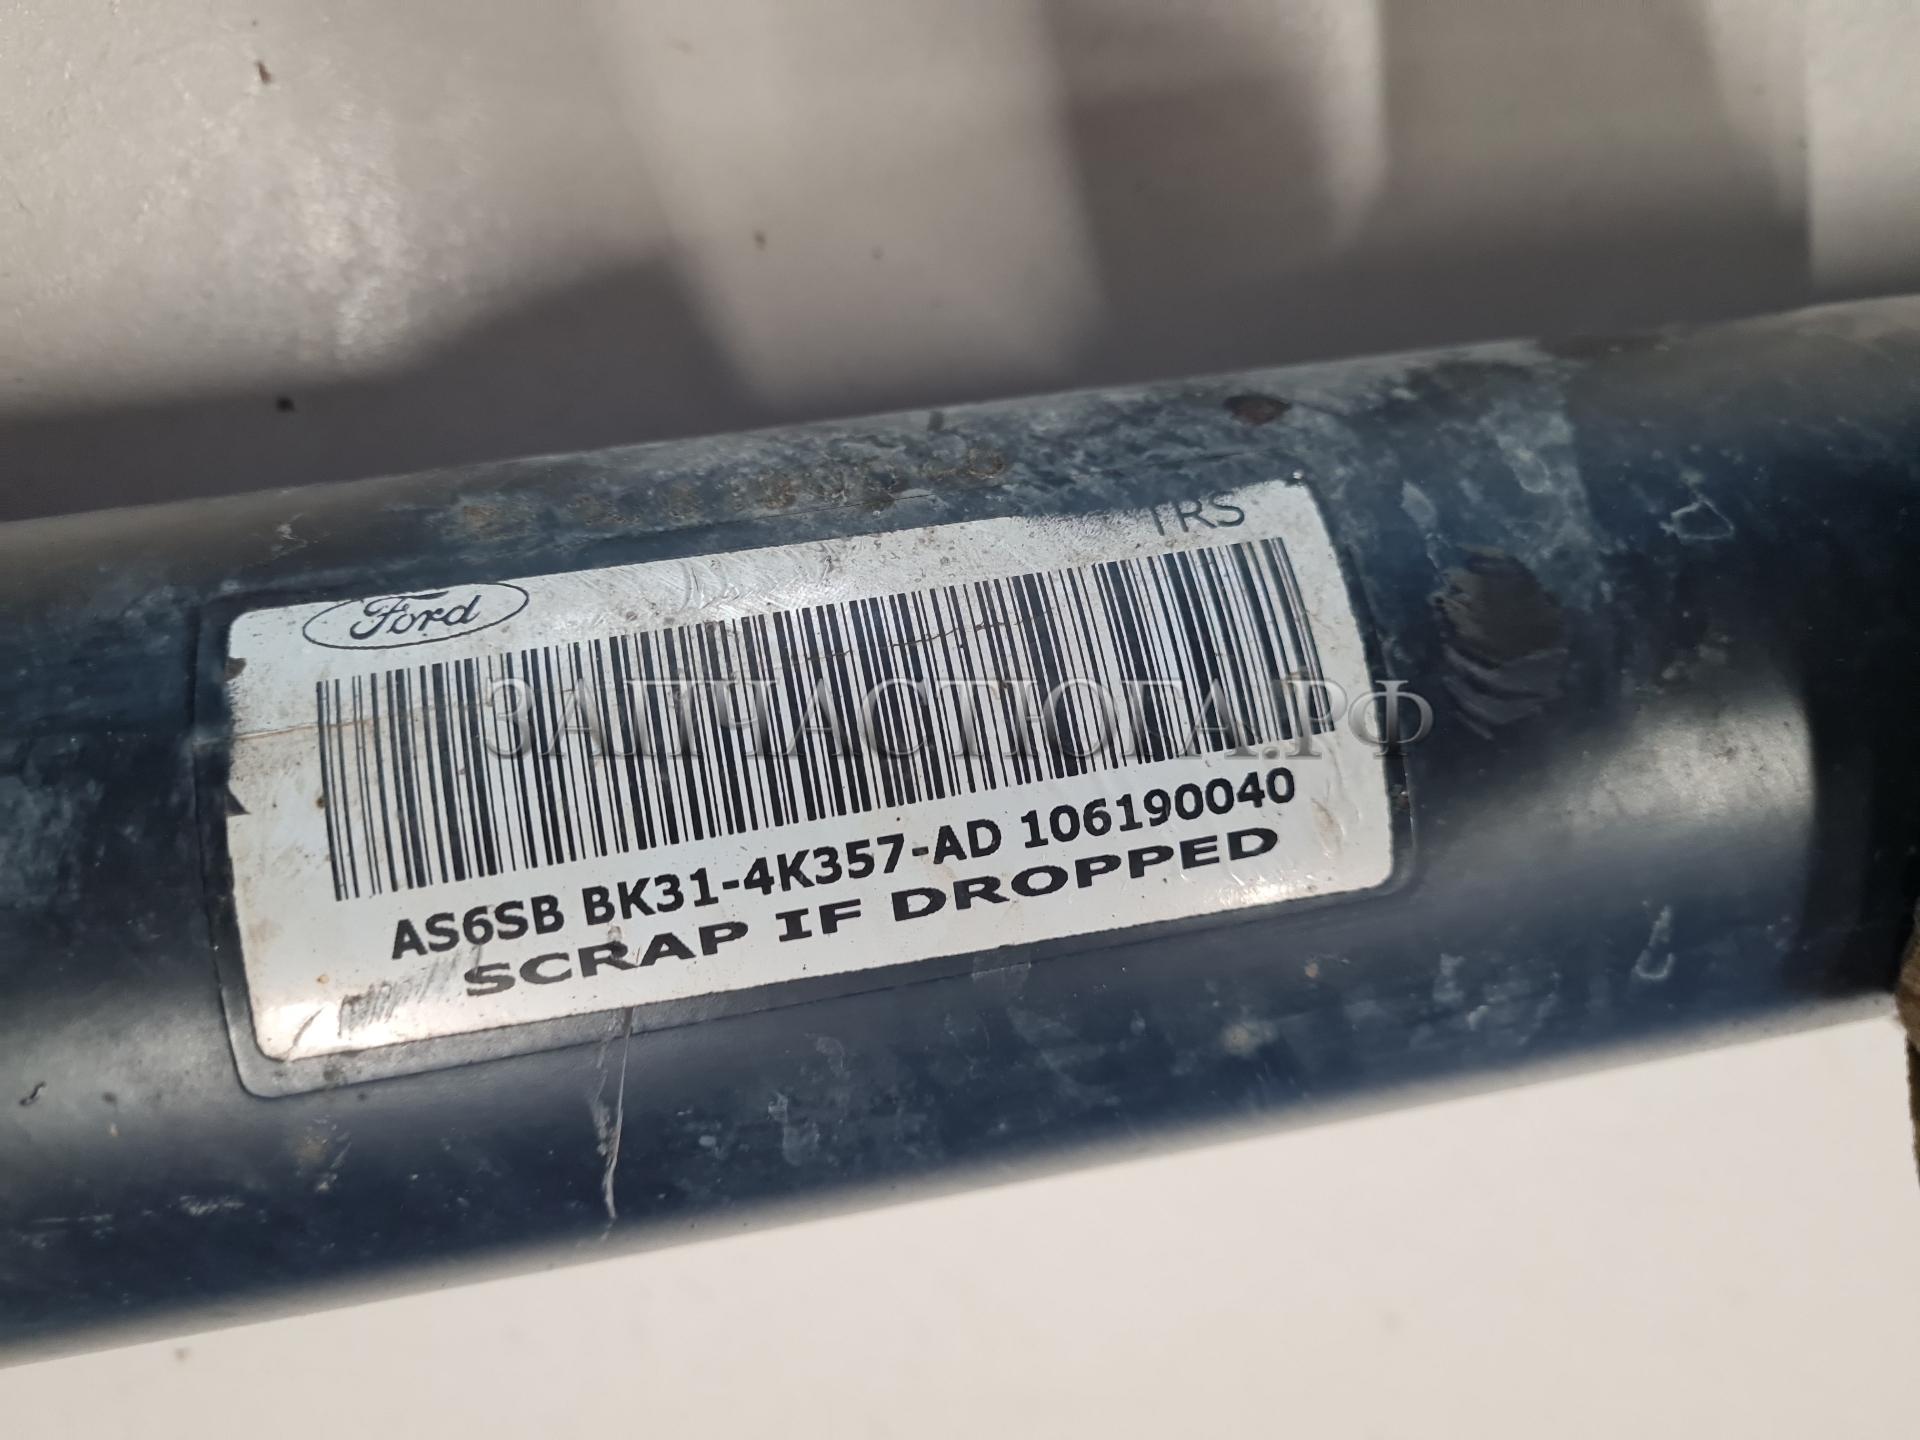 TRS
Ford
ЗАПЧАСТЮГА.РФ
AS6SB BK31-4K357-AD 106190040
SCRAP IF DROPPED